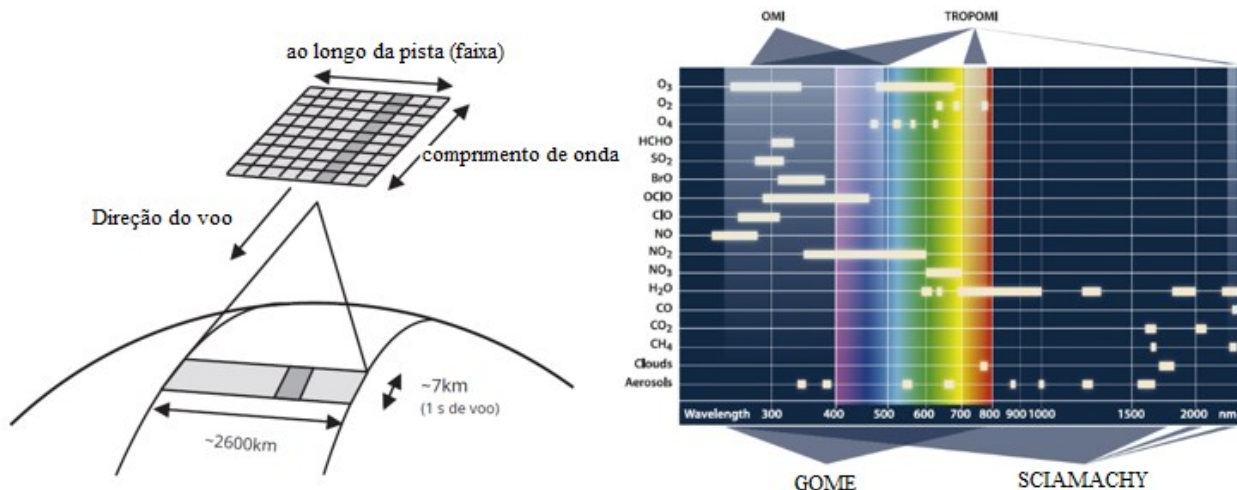 ao longo da pista (faixa)
comprimento de onda
Direção do voo
~7km
(1 s de voo)
~2600km
OMI
TROPOMI
O3
O2
O4
HCHO
SO2
BrO
OClO
ClO
NO
NO2
NO3
H2O
CO
CO2
CH4
Clouds
Aerosols
Wavelength 300 400 500 600 700 800 900 1000 1500 2000 nm
GOME
SCIAMACHY